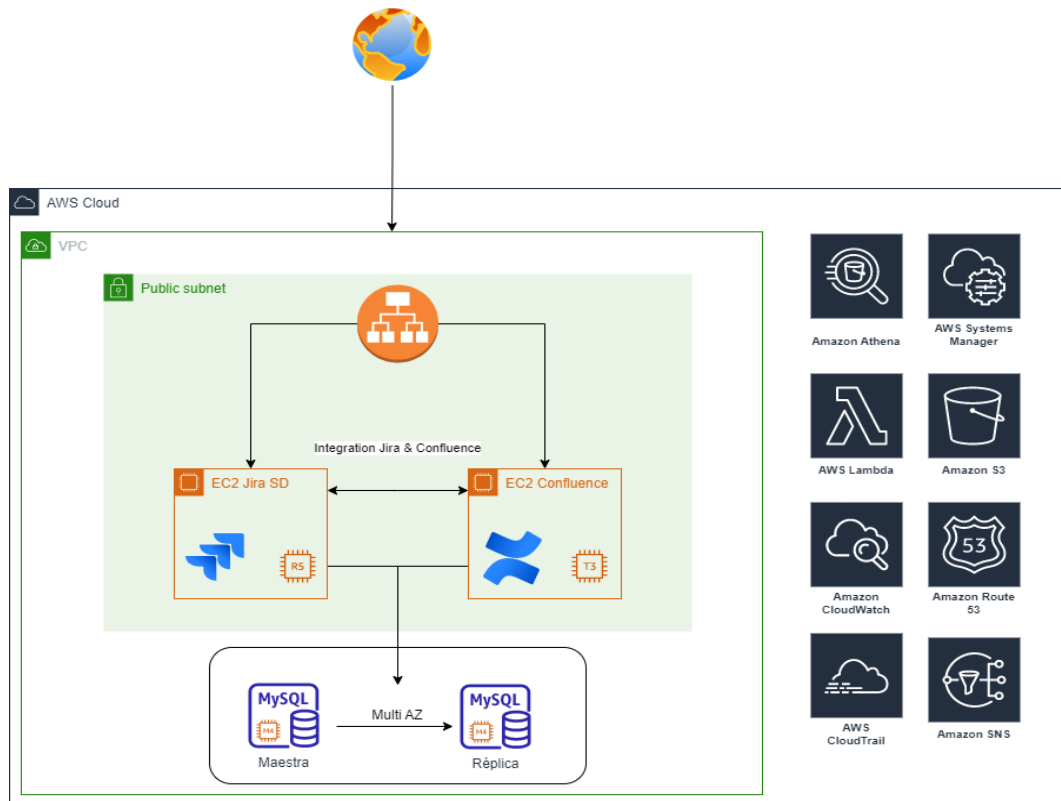 AWS Cloud
VPC
Public subnet
Integration Jira & Confluence
EC2 Jira SD
EC2 Confluence
R5
T3
MySQL
M4
Maestra
Multi AZ
MySQL
M4
Réplica
Amazon Athena
AWS Systems
Manager
AWS Lambda
Amazon S3
Amazon
CloudWatch
53
Amazon Route
53
AWS
CloudTrail
Amazon SNS